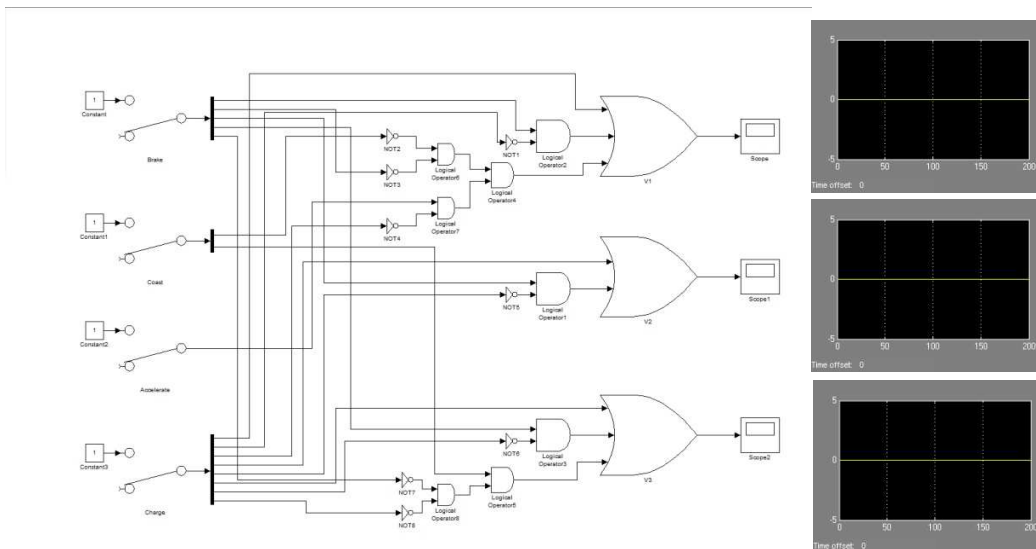 1
Constant
Brake
1
Constant1
Coast
1
Constant2
Accelerate
1
Constant3
Charge
NOT2
NOT3
Logical
Operator6
NOT4
Logical
Operator7
Logical
Operator4
NOT1
Logical
Operator2
V1
Scope
NOT5
Logical
Operator1
V2
Scope1
NOT6
Logical
Operator3
NOT7
NOT8
Logical
Operator8
Logical
Operator5
V3
Scope2
5
0
-5
0 50 100 150 200
Time offset: 0
5
0
-5
0 50 100 150 200
Time offset: 0
5
0
-5
0 50 100 150 200
Time offset: 0